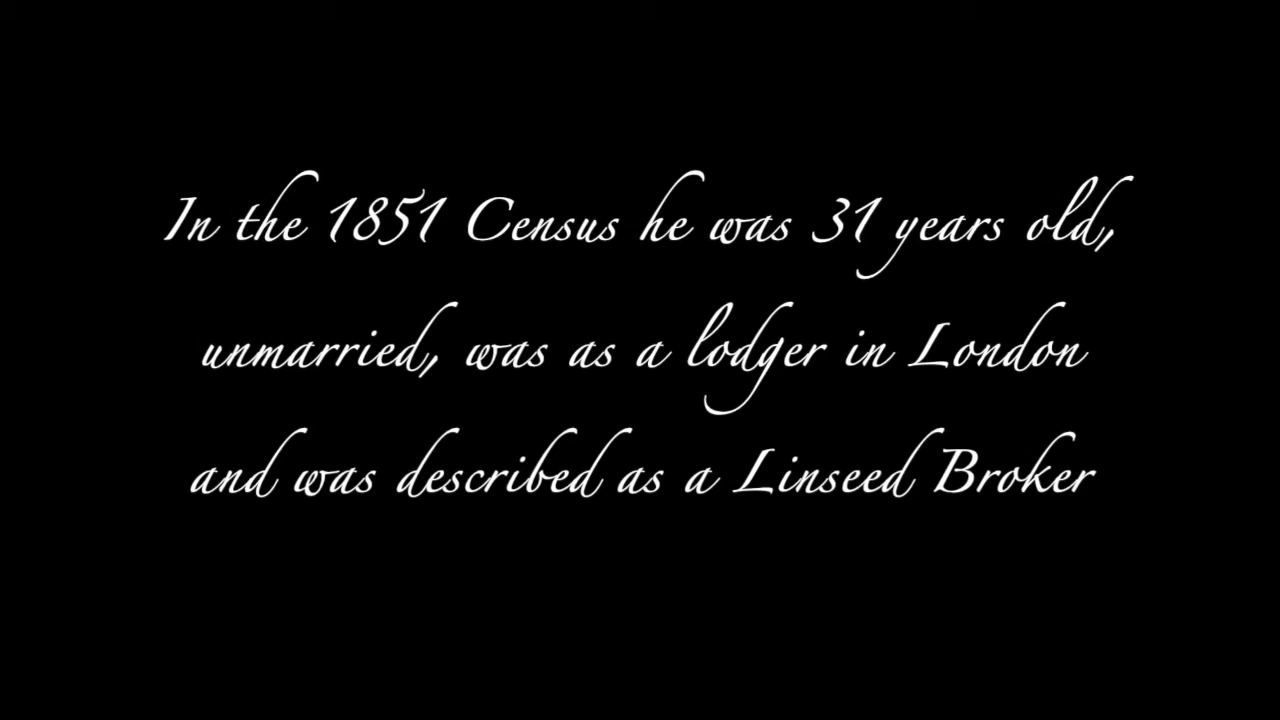 In the 1851 Census he was 31 years old,
unmarried, was as a lodger in London
and was described as a Linseed Broker